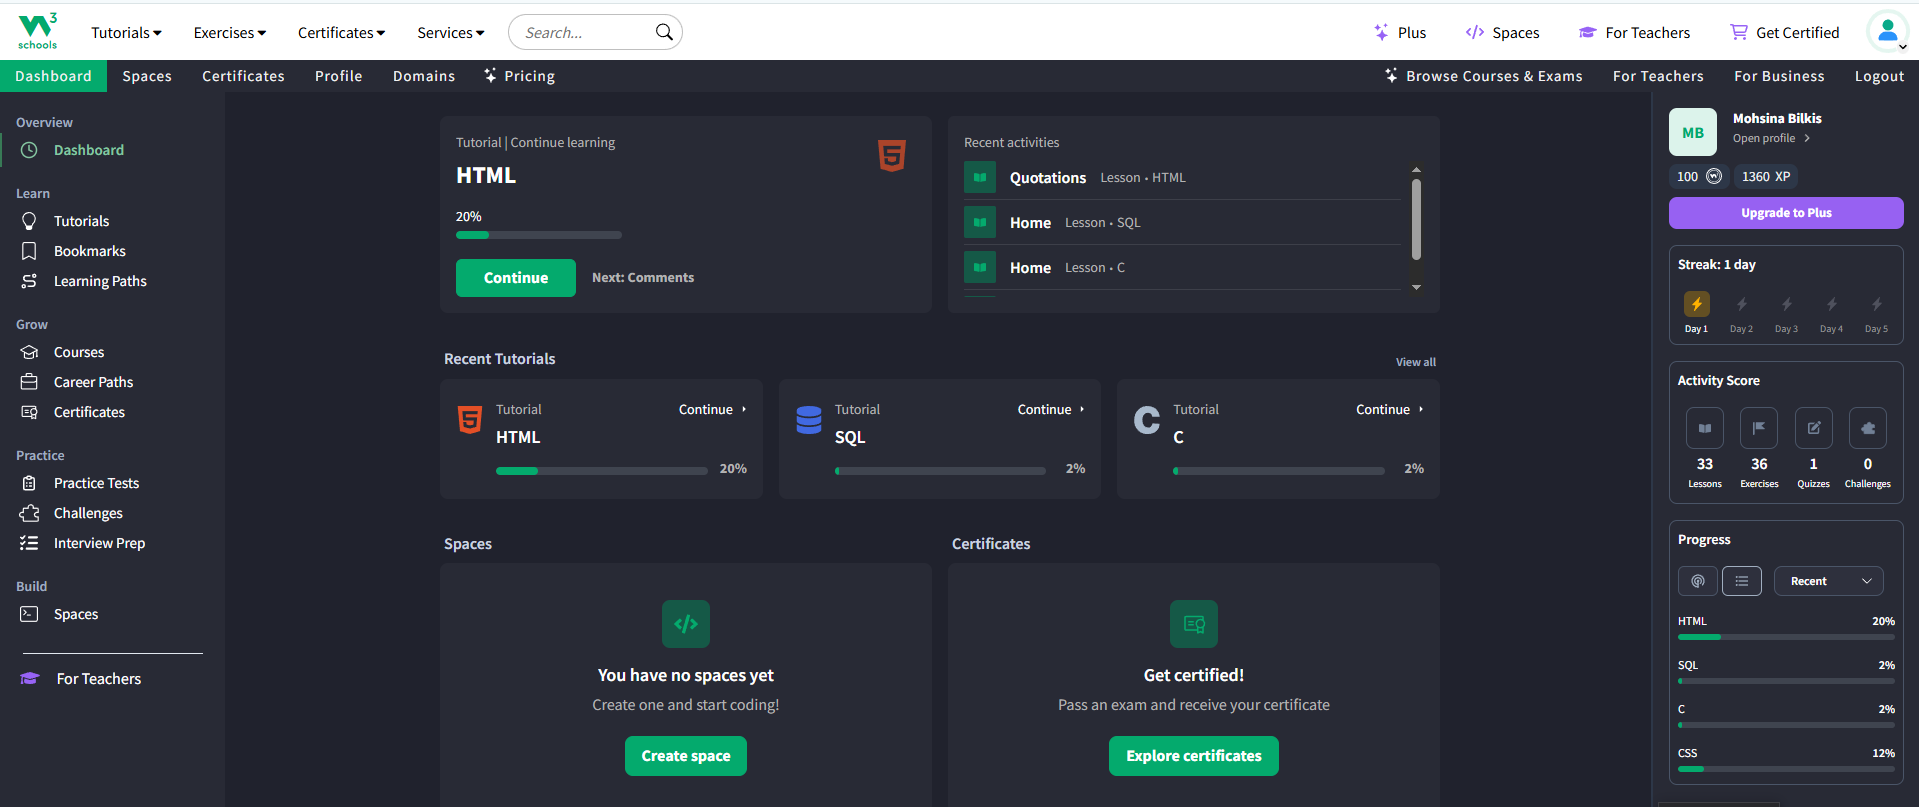 W3
schools
Tutorials
Exercises
Certificates
Services
Search...
Plus
Spaces
For Teachers
Get Certified
Dashboard
Spaces
Certificates
Profile
Domains
Pricing
Browse Courses & Exams
For Teachers
For Business
Logout
Overview
Dashboard
Learn
Tutorials
Bookmarks
Learning Paths
Grow
Courses
Career Paths
Certificates
Practice
Practice Tests
Challenges
Interview Prep
Build
Spaces
For Teachers
Tutorial | Continue learning
HTML
5
20%
Continue
Next: Comments
Recent activities
Quotations Lesson • HTML
Home Lesson • SQL
Home Lesson • C
Recent Tutorials
View all
5
Tutorial
Continue
HTML
20%
Tutorial
Continue
SQL
2%
C
Tutorial
Continue
C
2%
Spaces
</>
You have no spaces yet
Create one and start coding!
Create space
Certificates
Get certified!
Pass an exam and receive your certificate
Explore certificates
MB
Mohsina Bilkis
Open profile
100
1360 XP
Upgrade to Plus
Streak: 1 day
Day 1 Day 2 Day 3 Day 4 Day 5
Activity Score
33 36 1 0
Lessons Exercises Quizzes Challenges
Progress
Recent
HTML 20%
SQL 2%
C 2%
CSS 12%